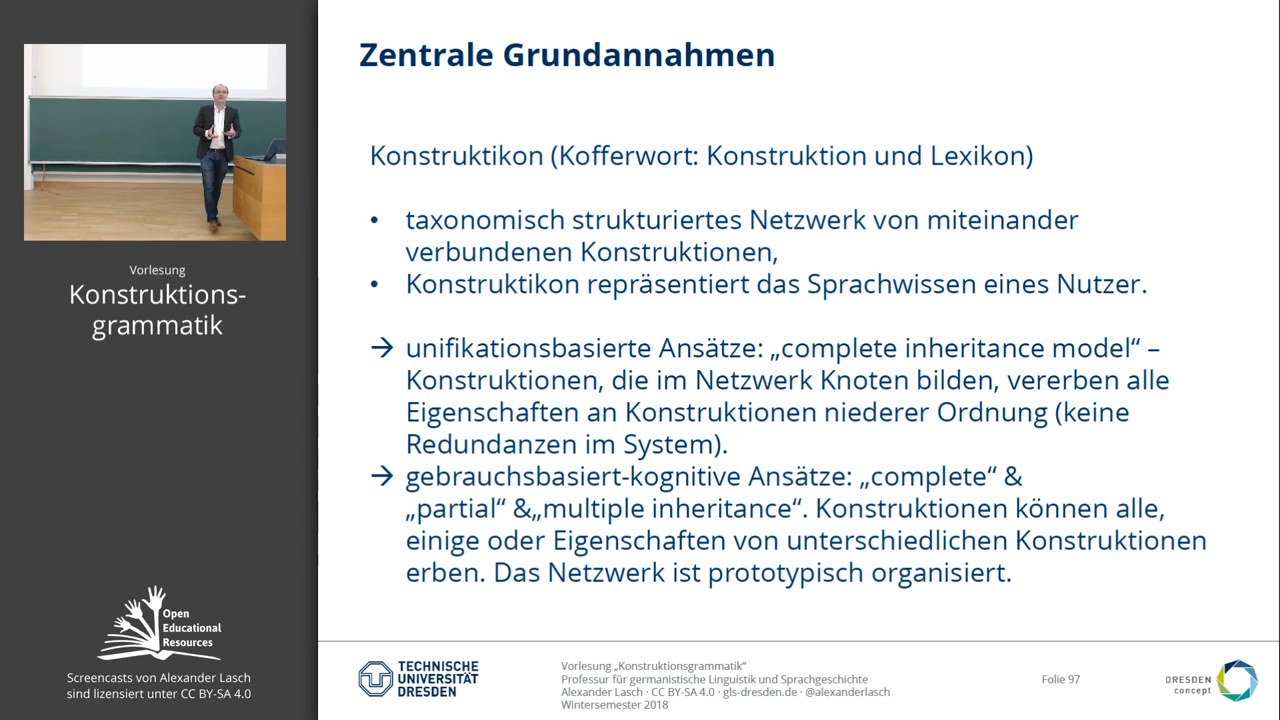 Zentrale Grundannahmen
Konstruktikon (Kofferwort: Konstruktion und Lexikon)
• taxonomisch strukturiertes Netzwerk von miteinander
verbundenen Konstruktionen,
• Konstruktikon repräsentiert das Sprachwissen eines Nutzer.
→ unifikationsbasierte Ansätze: „complete inheritance model“ –
Konstruktionen, die im Netzwerk Knoten bilden, vererben alle
Eigenschaften an Konstruktionen niederer Ordnung (keine
Redundanzen im System).
→ gebrauchsbasiert-kognitive Ansätze: „complete“ &
„partial“ &„multiple inheritance“. Konstruktionen können alle,
einige oder Eigenschaften von unterschiedlichen Konstruktionen
erben. Das Netzwerk ist prototypisch organisiert.
Vorlesung
Konstruktions-
grammatik
Open
Educational
Resources
Screencasts von Alexander Lasch
sind lizensiert unter CC BY-SA 4.0
TECHNISCHE
UNIVERSITÄT
DRESDEN
Vorlesung „Konstruktionsgrammatik“
Professur für germanistische Linguistik und Sprachgeschichte
Alexander Lasch · CC BY-SA 4.0 · gls-dresden.de · @alexanderlasch
Wintersemester 2018
Folie 97
DRESDEN
concept